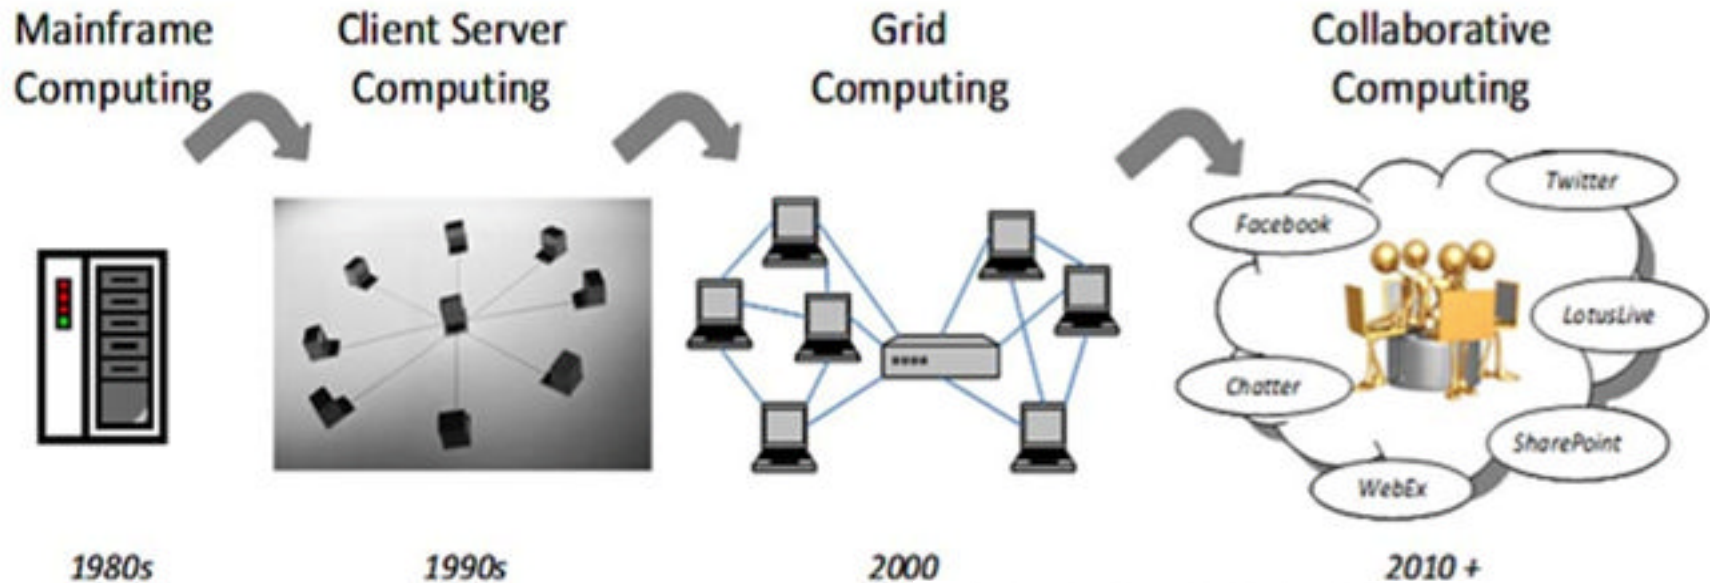 Mainframe
Computing
Client Server
Computing
Grid
Computing
Collaborative
Computing
Twitter
Facebook
LotusLive
Chatter
SharePoint
WebEx
1980s
1990s
2000
2010 +